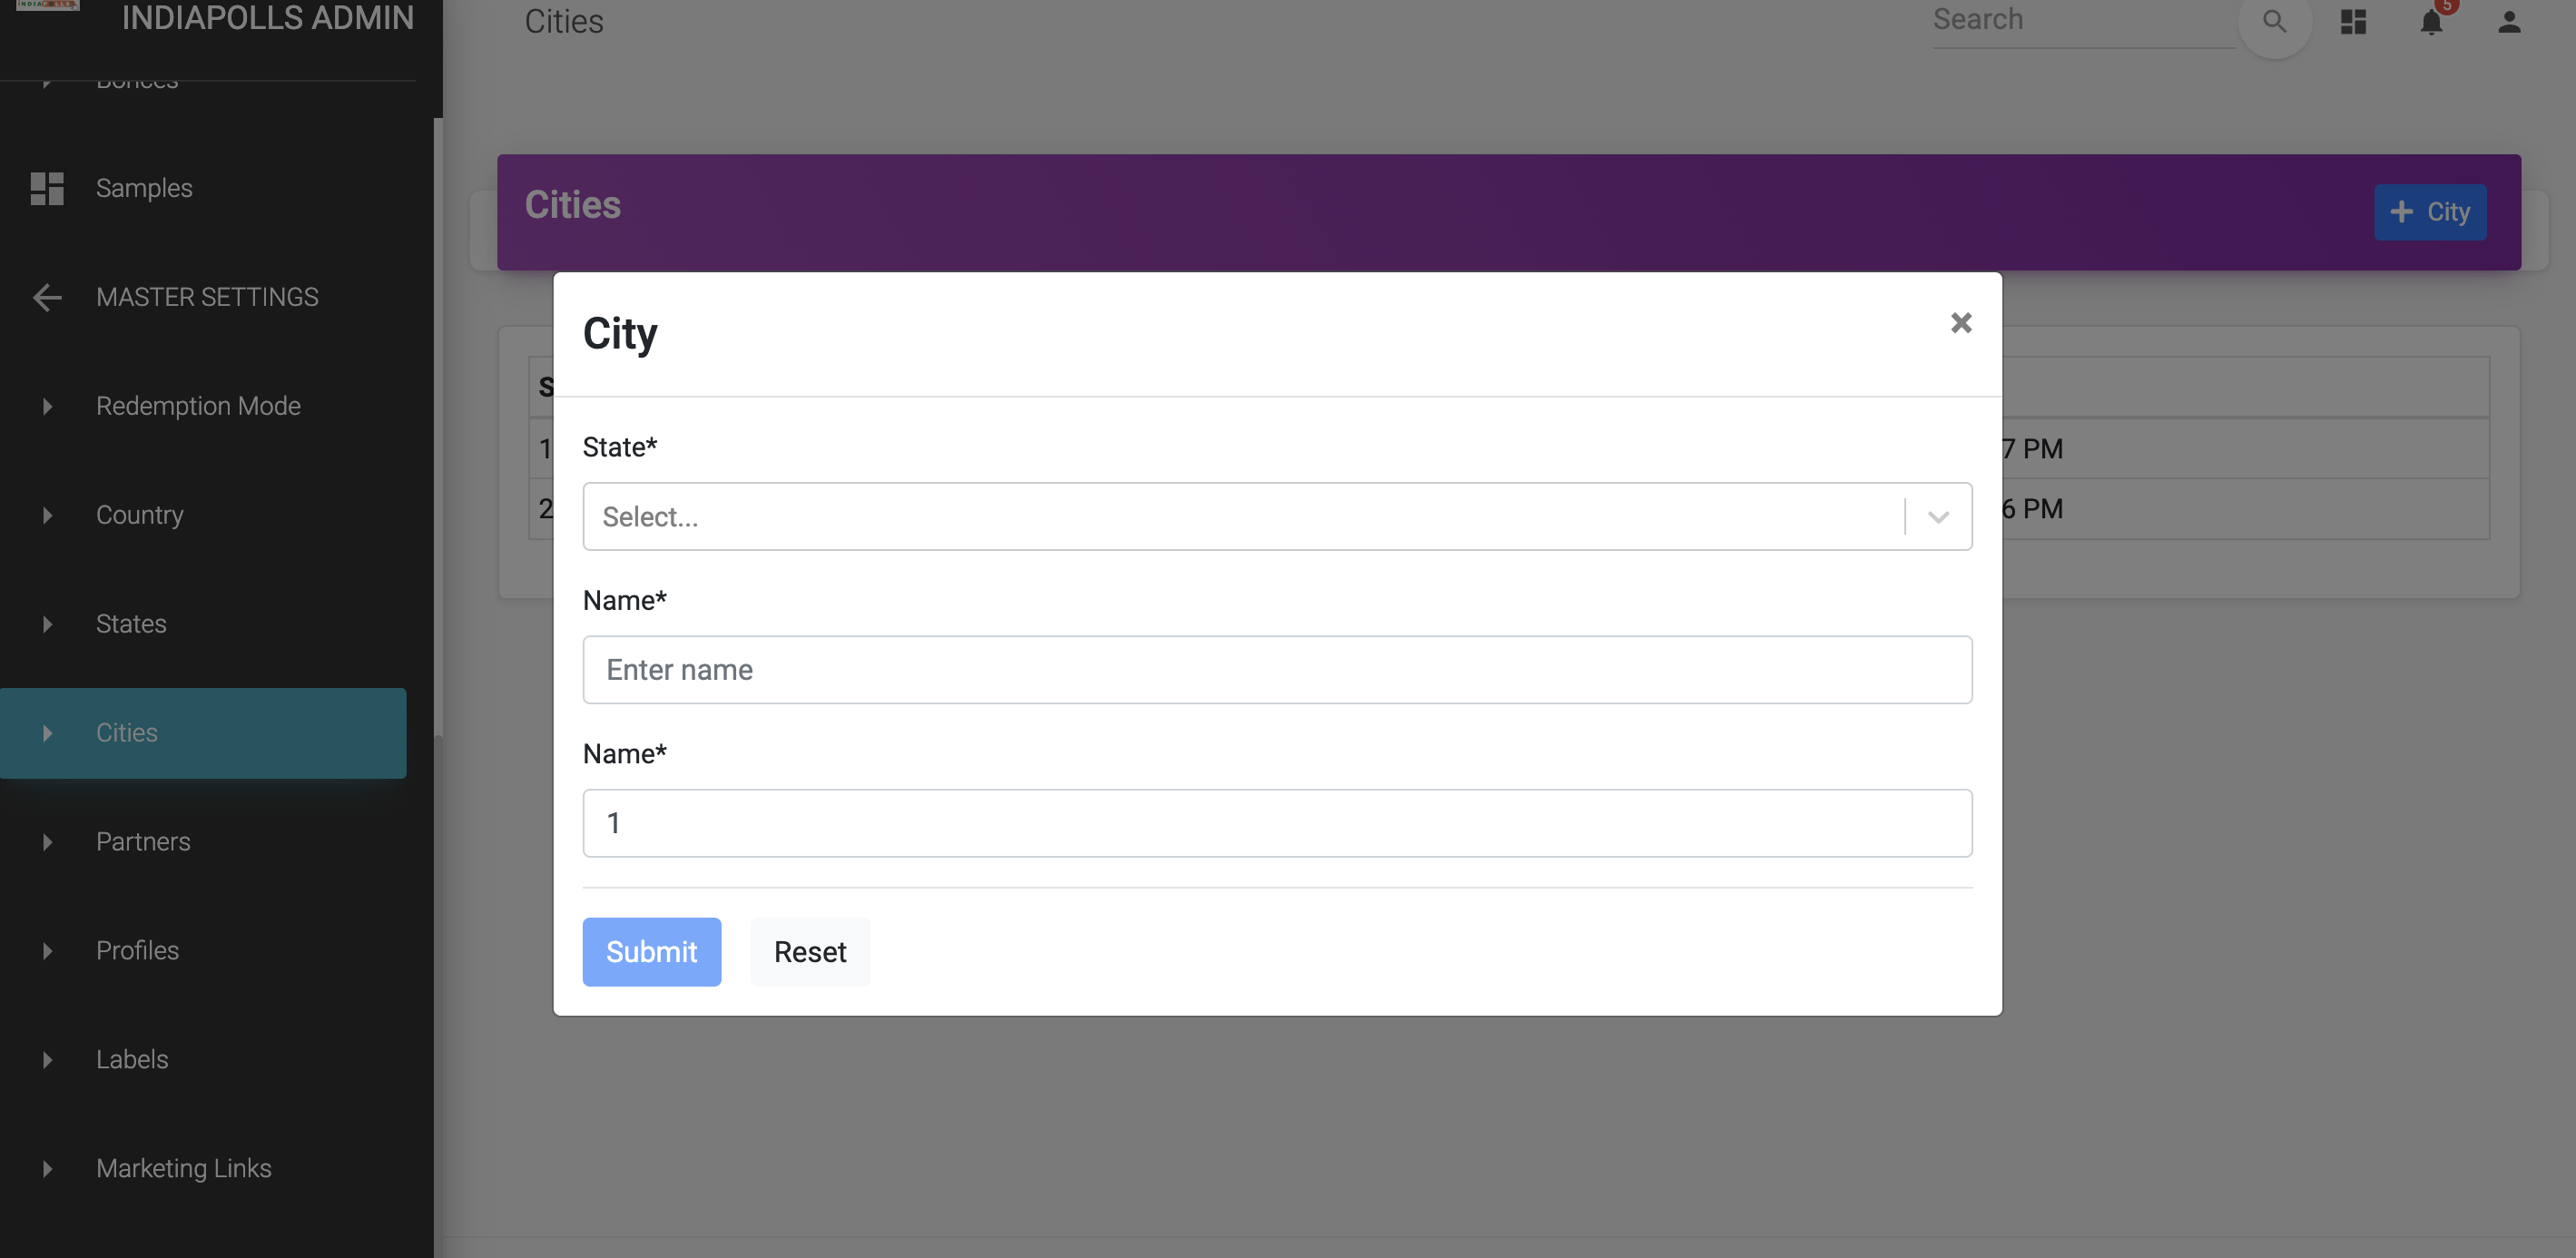 INDIAPOLLS ADMIN
Cities
Search
5
Samples
MASTER SETTINGS
Redemption Mode
Country
States
Cities
Partners
Profiles
Labels
Marketing Links
Cities
City
S
1
7 PM
2
6 PM
City
State*
Select...
Name*
Enter name
Name*
1
Submit
Reset